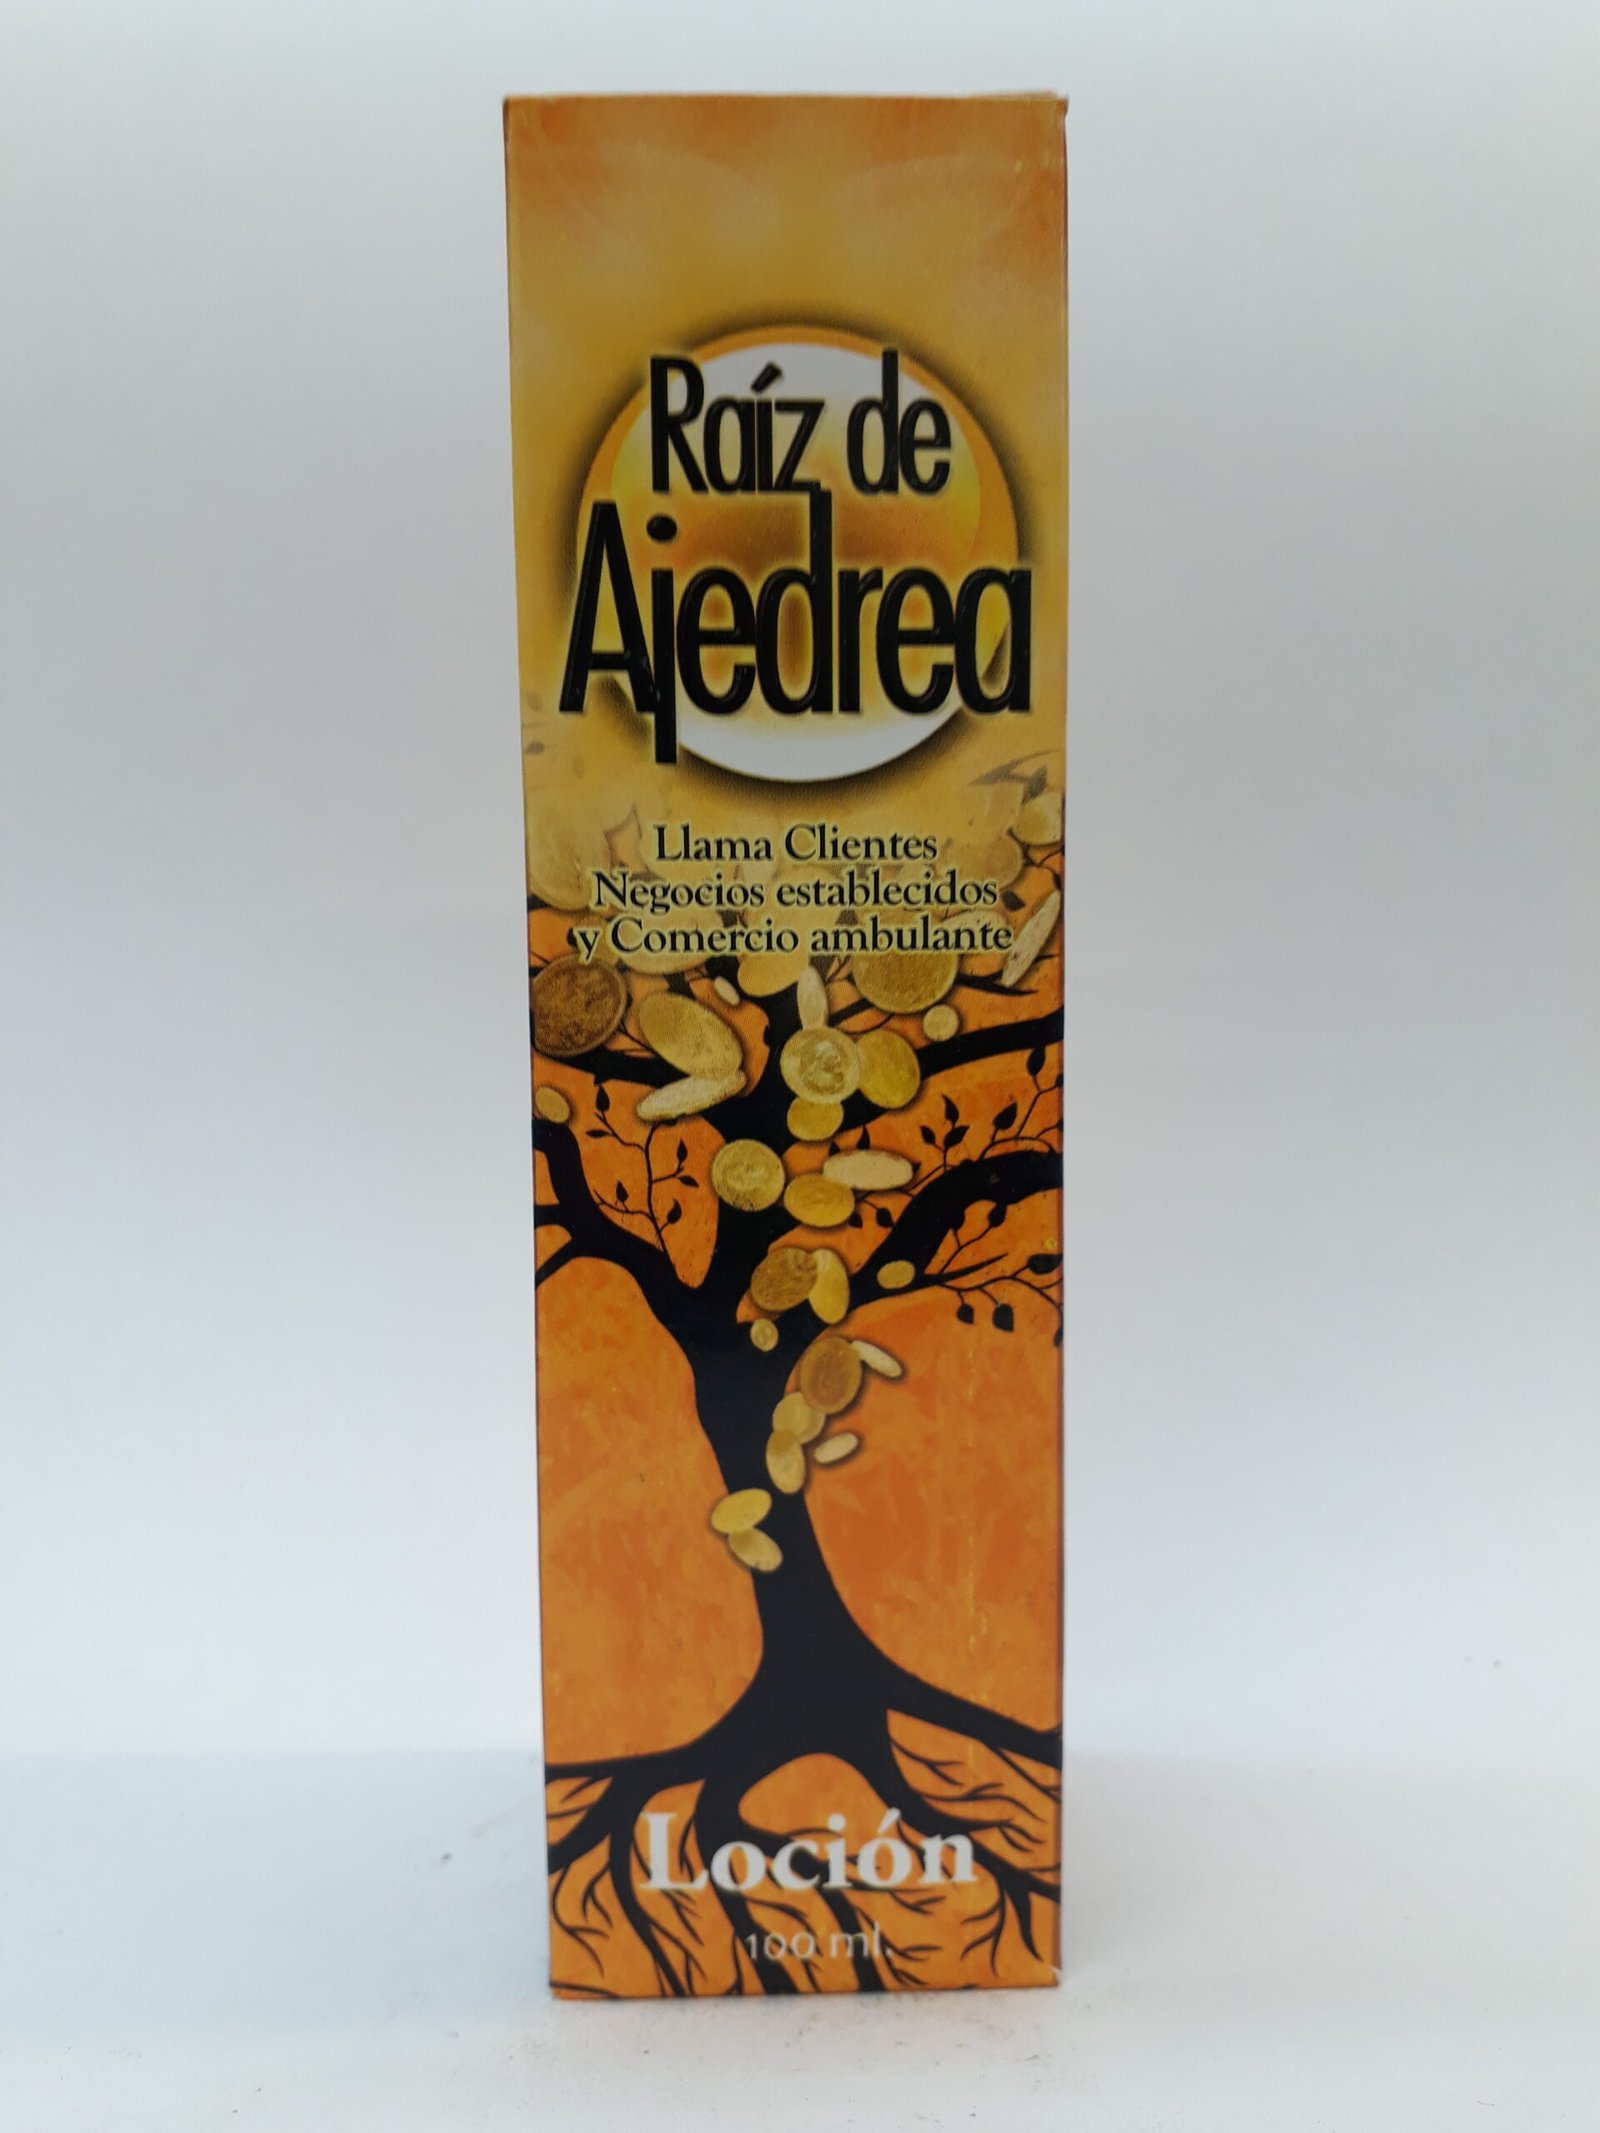 Raíz de
Ajedrea
Llama Clientes
Negocios establecidos
y Comercio ambulante
Loción
100 ml.